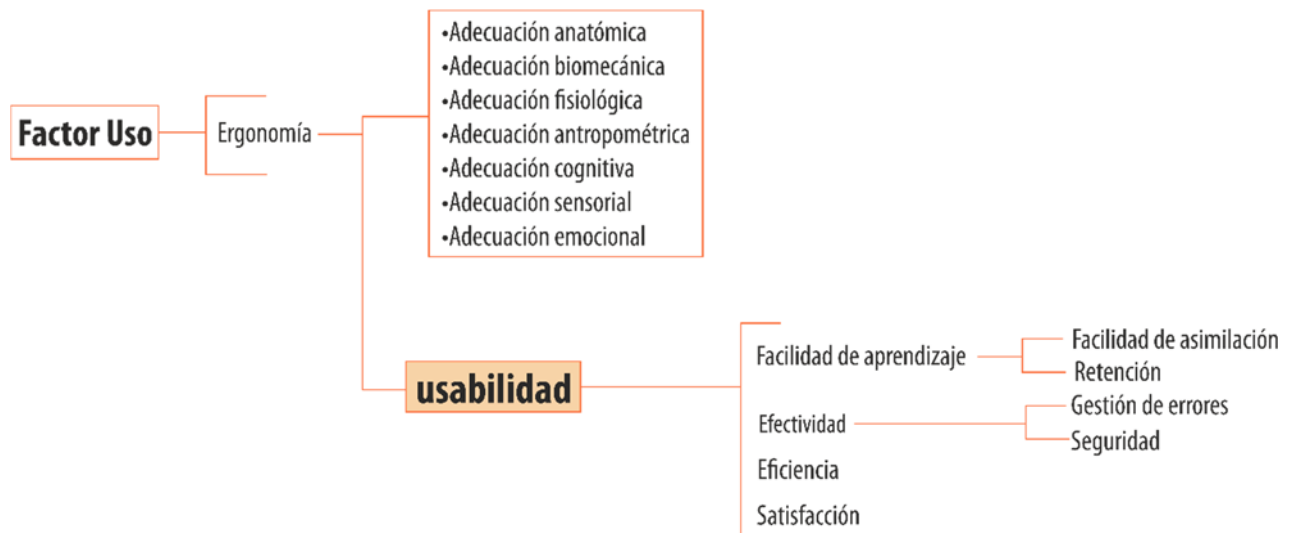 Factor Uso
Ergonomía
•Adecuación anatómica
•Adecuación biomecánica
•Adecuación fisiológica
•Adecuación antropométrica
•Adecuación cognitiva
•Adecuación sensorial
•Adecuación emocional
usabilidad
Facilidad de aprendizaje
Facilidad de asimilación
Retención
Efectividad
Gestión de errores
Seguridad
Eficiencia
Satisfacción